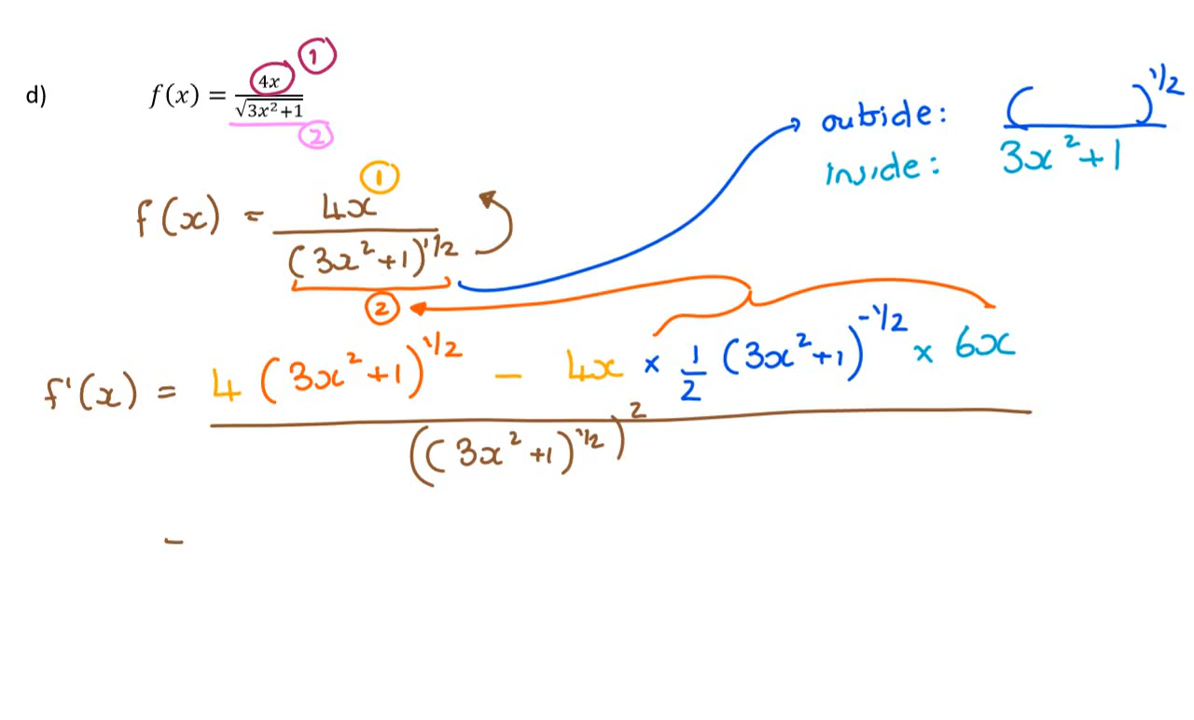 d) f(x) = 4x / √3x²+1 ①
②
outside: ( )^1/2
inside: 3x²+1
f(x) = 4x / (3x²+1)^1/2 ①
②
f'(x) = 4(3x²+1)^1/2 − 4x × 1/2 (3x²+1)^-1/2 × 6x / ((3x²+1)^1/2)²
-